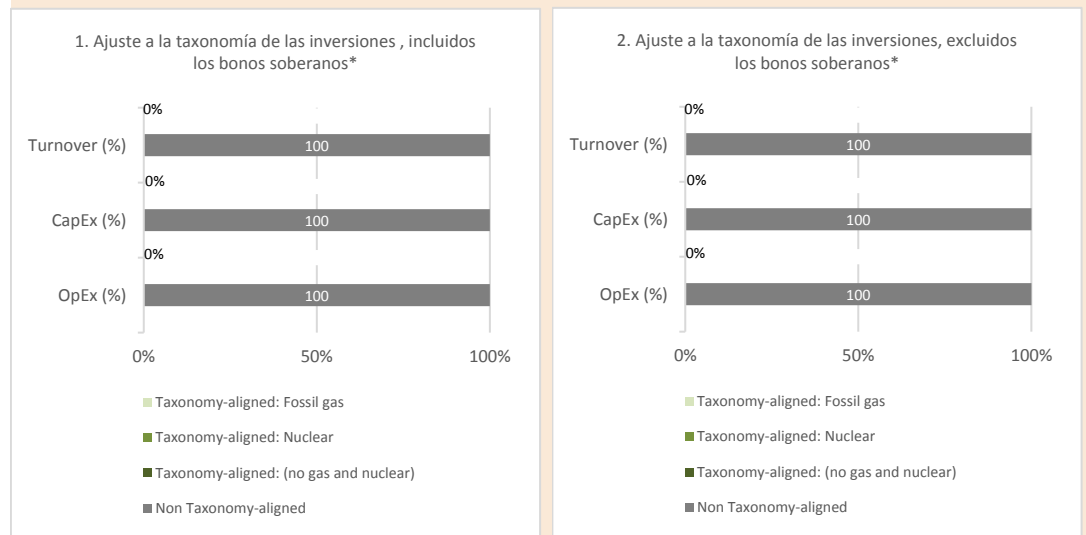 1. Ajuste a la taxonomía de las inversiones , incluidos
los bonos soberanos*
0%
Turnover (%)
100
0%
CapEx (%)
100
0%
OpEx (%)
100
0%
50%
100%
Taxonomy-aligned: Fossil gas
Taxonomy-aligned: Nuclear
Taxonomy-aligned: (no gas and nuclear)
Non Taxonomy-aligned
2. Ajuste a la taxonomía de las inversiones, excluidos
los bonos soberanos*
0%
Turnover (%)
100
0%
CapEx (%)
100
0%
OpEx (%)
100
0%
50%
100%
Taxonomy-aligned: Fossil gas
Taxonomy-aligned: Nuclear
Taxonomy-aligned: (no gas and nuclear)
Non Taxonomy-aligned